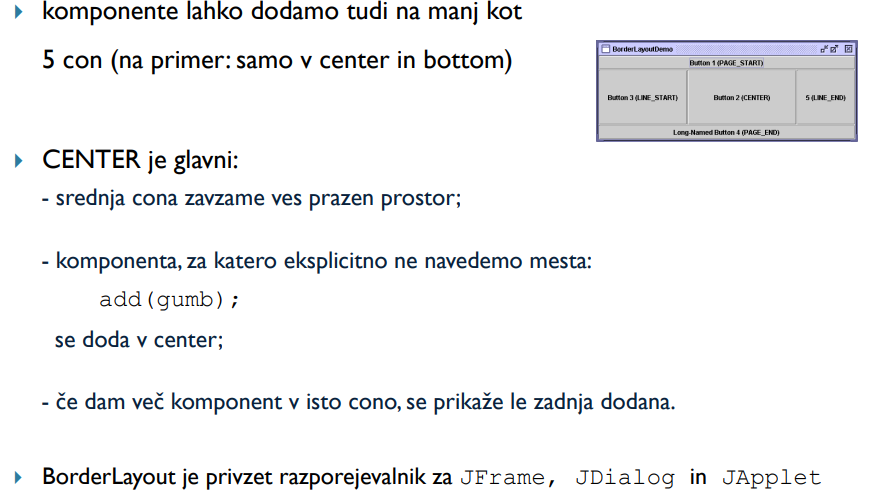 komponente lahko dodamo tudi na manj kot
5 con (na primer: samo v center in bottom)
BorderLayoutDemo
Button 1 (PAGE_START)
Button 3 (LINE_START)
Button 2 (CENTER)
5 (LINE_END)
Long-Named Button 4 (PAGE_END)
CENTER je glavni:
- srednja cona zavzame ves prazen prostor;
- komponenta, za katero eksplicitno ne navedemo mesta:
add(gumb);
se doda v center;
- če dam več komponent v isto cono, se prikaže le zadnja dodana.
BorderLayout je privzet razporejevalnik za JFrame, JDialog in JApplet